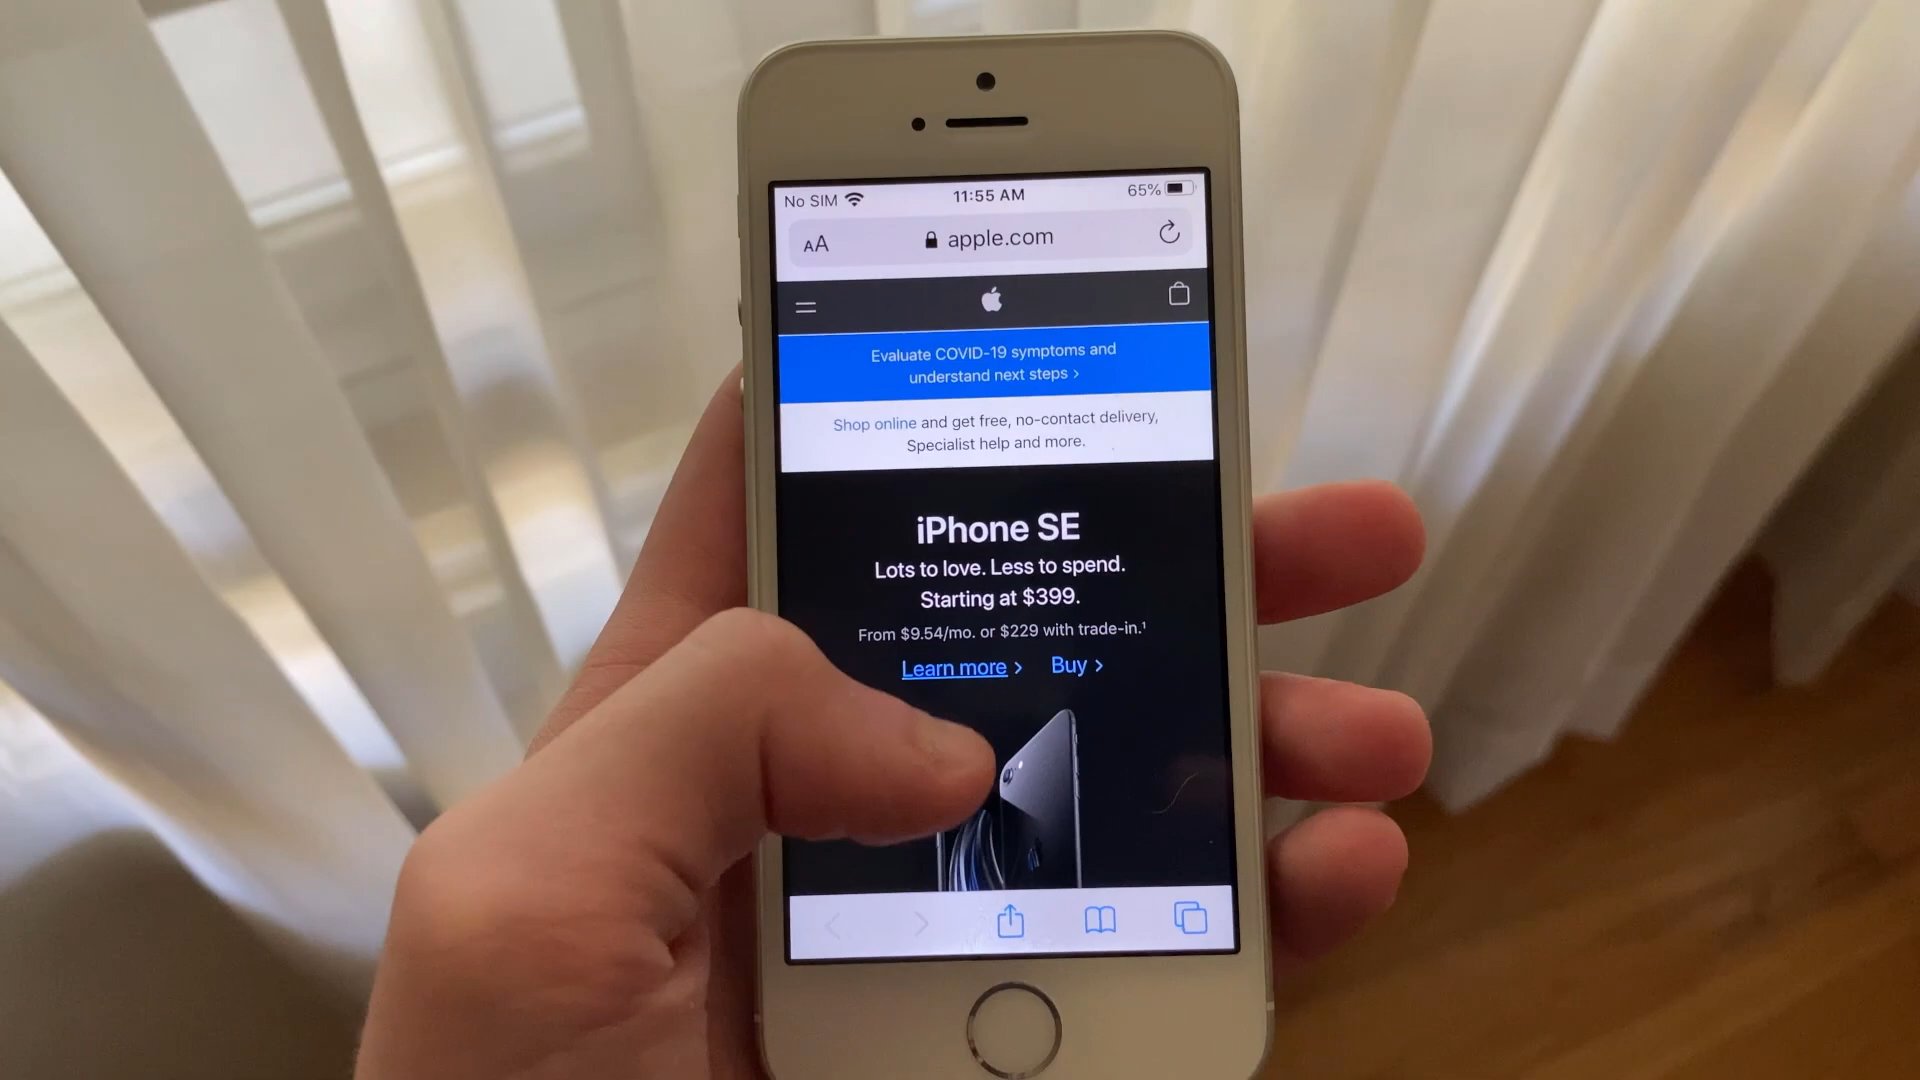 No SIM 11:55 AM 65%
AA apple.com
Evaluate COVID-19 symptoms and
understand next steps >
Shop online and get free, no-contact delivery,
Specialist help and more.
iPhone SE
Lots to love. Less to spend.
Starting at $399.
From $9.54/mo. or $229 with trade-in.¹
Learn more > Buy >